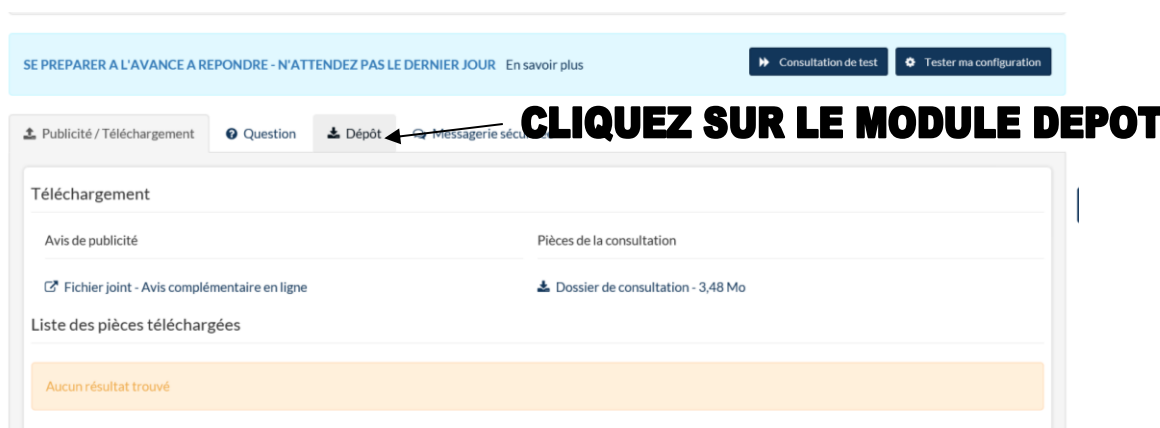 SE PREPARER A L'AVANCE A REPONDRE - N'ATTENDEZ PAS LE DERNIER JOUR En savoir plus
Consultation de test
Tester ma configuration
Publicité / Téléchargement
Question
Dépôt
Messagerie
CLIQUEZ SUR LE MODULE DEPOT
Téléchargement
Avis de publicité
Pièces de la consultation
Fichier joint - Avis complémentaire en ligne
Dossier de consultation - 3,48 Mo
Liste des pièces téléchargées
Aucun résultat trouvé